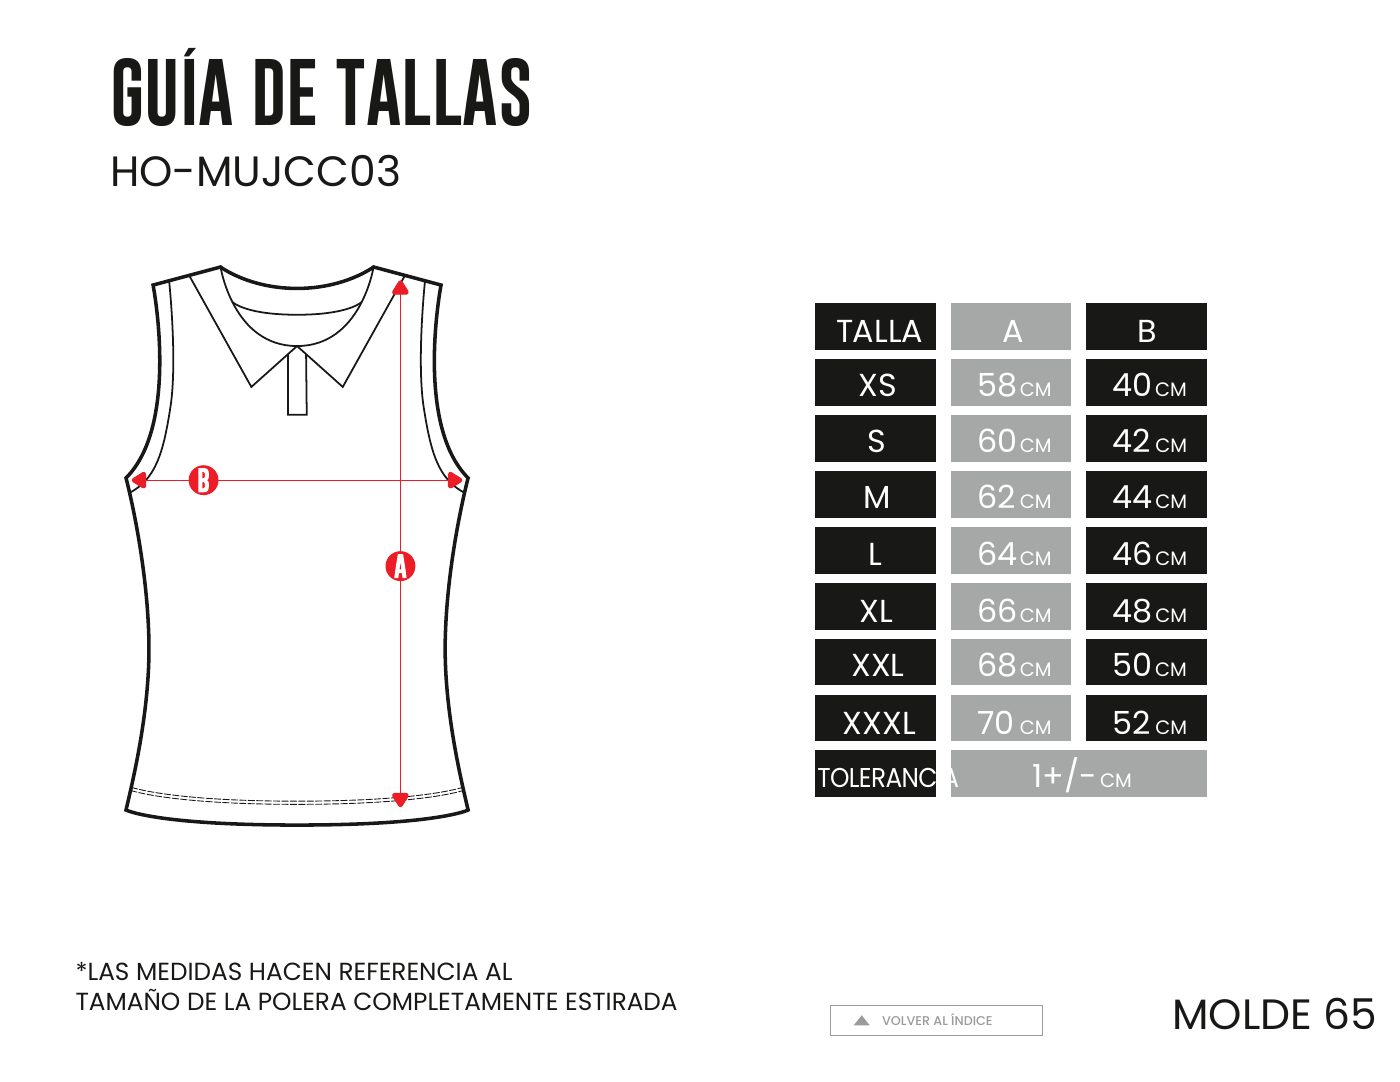 GUÍA DE TALLAS
HO-MUJCC03
B
A
TALLA A B
XS 58 CM 40 CM
S 60 CM 42 CM
M 62 CM 44 CM
L 64 CM 46 CM
XL 66 CM 48 CM
XXL 68 CM 50 CM
XXXL 70 CM 52 CM
TOLERANCIA 1+/- CM
*LAS MEDIDAS HACEN REFERENCIA AL
TAMAÑO DE LA POLERA COMPLETAMENTE ESTIRADA
VOLVER AL ÍNDICE
MOLDE 65